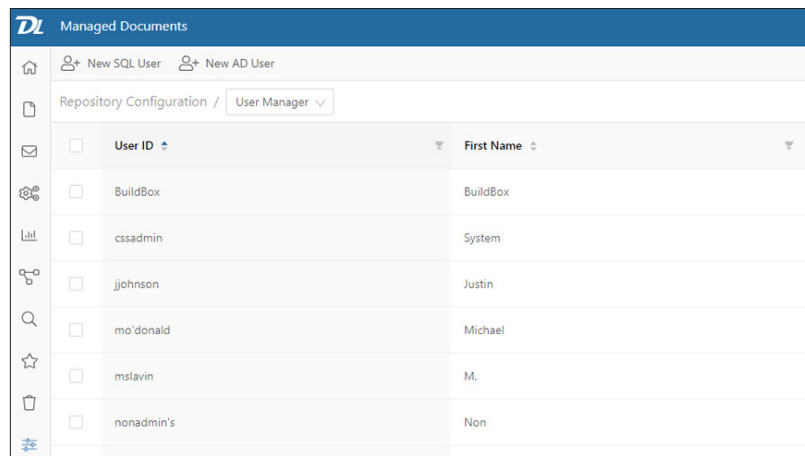 DL Managed Documents
New SQL User New AD User
Repository Configuration / User Manager
User ID First Name
BuildBox BuildBox
cssadmin System
jjohnson Justin
mo'donald Michael
mslavin M.
nonadmin's Non